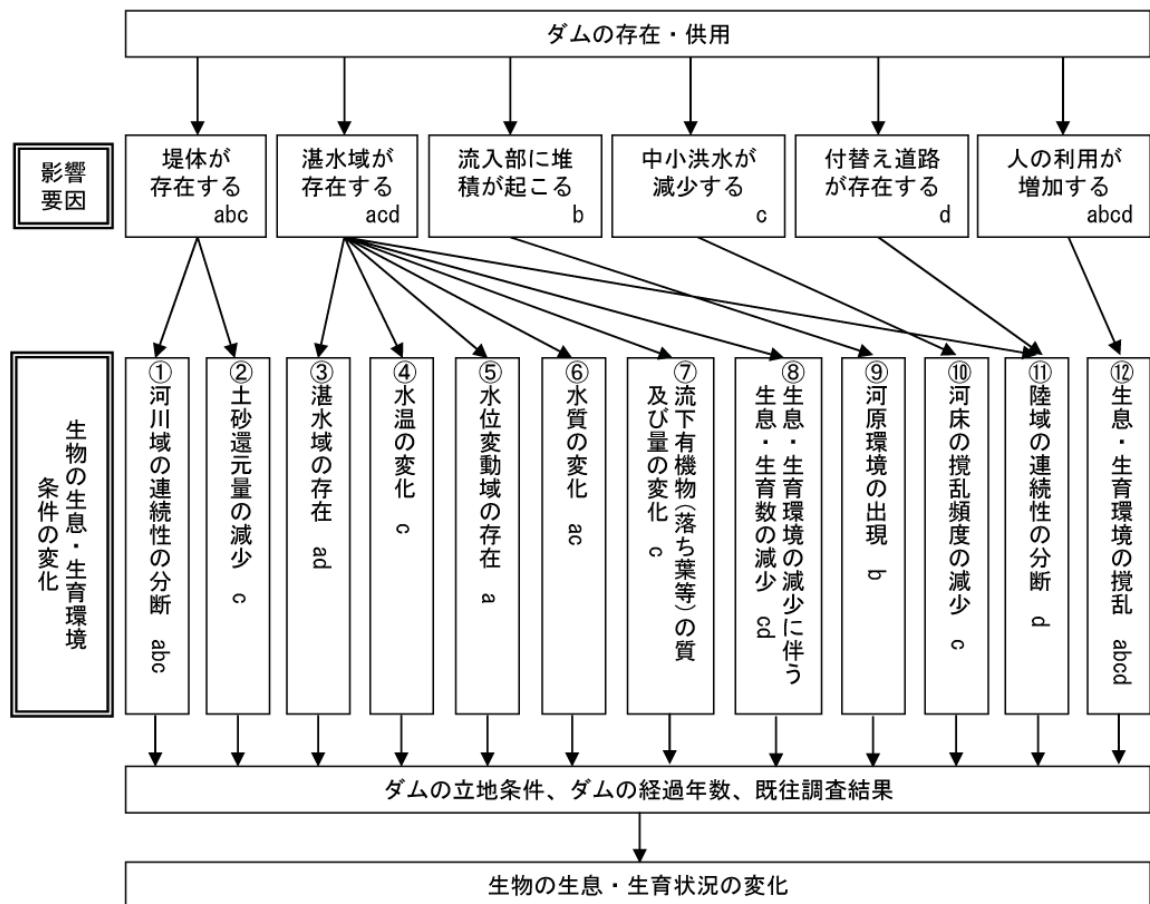 ダムの存在・供用
影響
要因
堤体が
存在する
abc
湛水域が
存在する
acd
流入部に堆
積が起こる
b
中小洪水が
減少する
c
付替え道路
が存在する
d
人の利用が
増加する
abcd
生物の生息・生育環境
条件の変化
①河川域の連続性の分断 abc
②土砂還元量の減少 c
③湛水域の存在 ad
④水温の変化 c
⑤水位変動域の存在 a
⑥水質の変化 ac
⑦流下有機物(落ち葉等)の質
及び量の変化 c
⑧生息・生育環境の減少に伴う
生息・生育数の減少 cd
⑨河原環境の出現 b
⑩河床の撹乱頻度の減少 c
⑪陸域の連続性の分断 d
⑫生息・生育環境の撹乱 abcd
ダムの立地条件、ダムの経過年数、既往調査結果
生物の生息・生育状況の変化